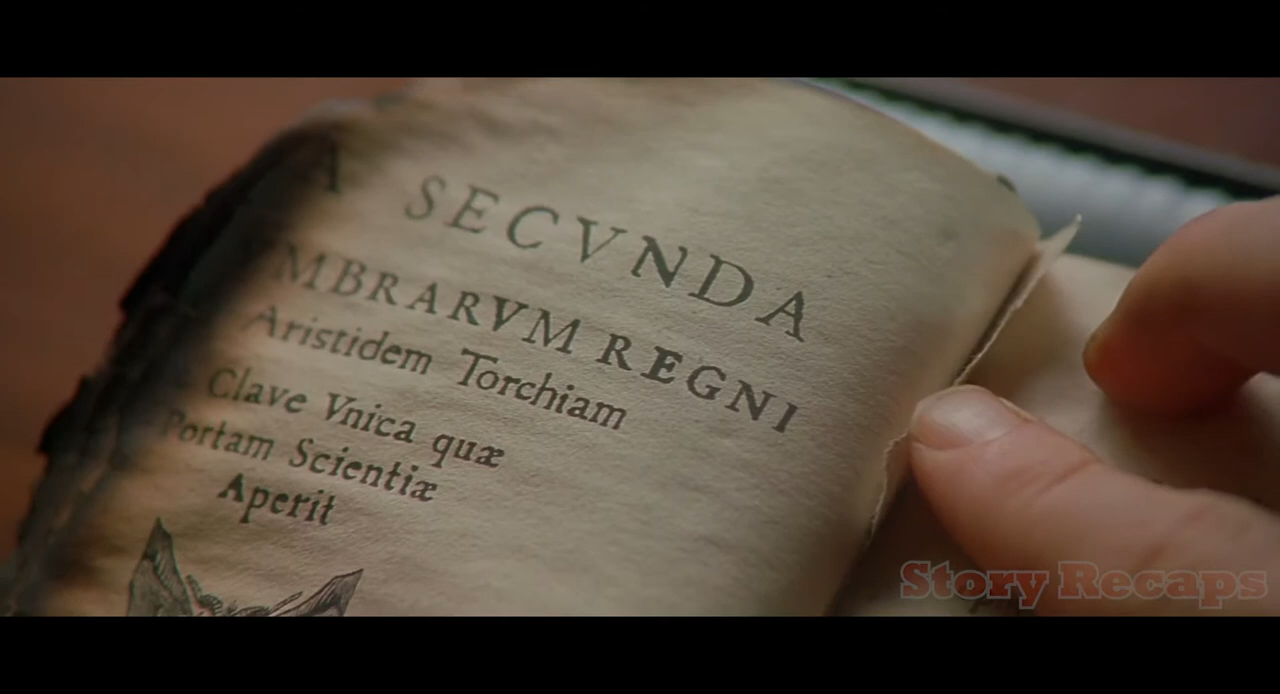 A SECVNDA
MBRARVM REGNI
Aristidem Torchiam
Clave Vnica quæ
Portam Scientiæ
Aperit
Story Recaps